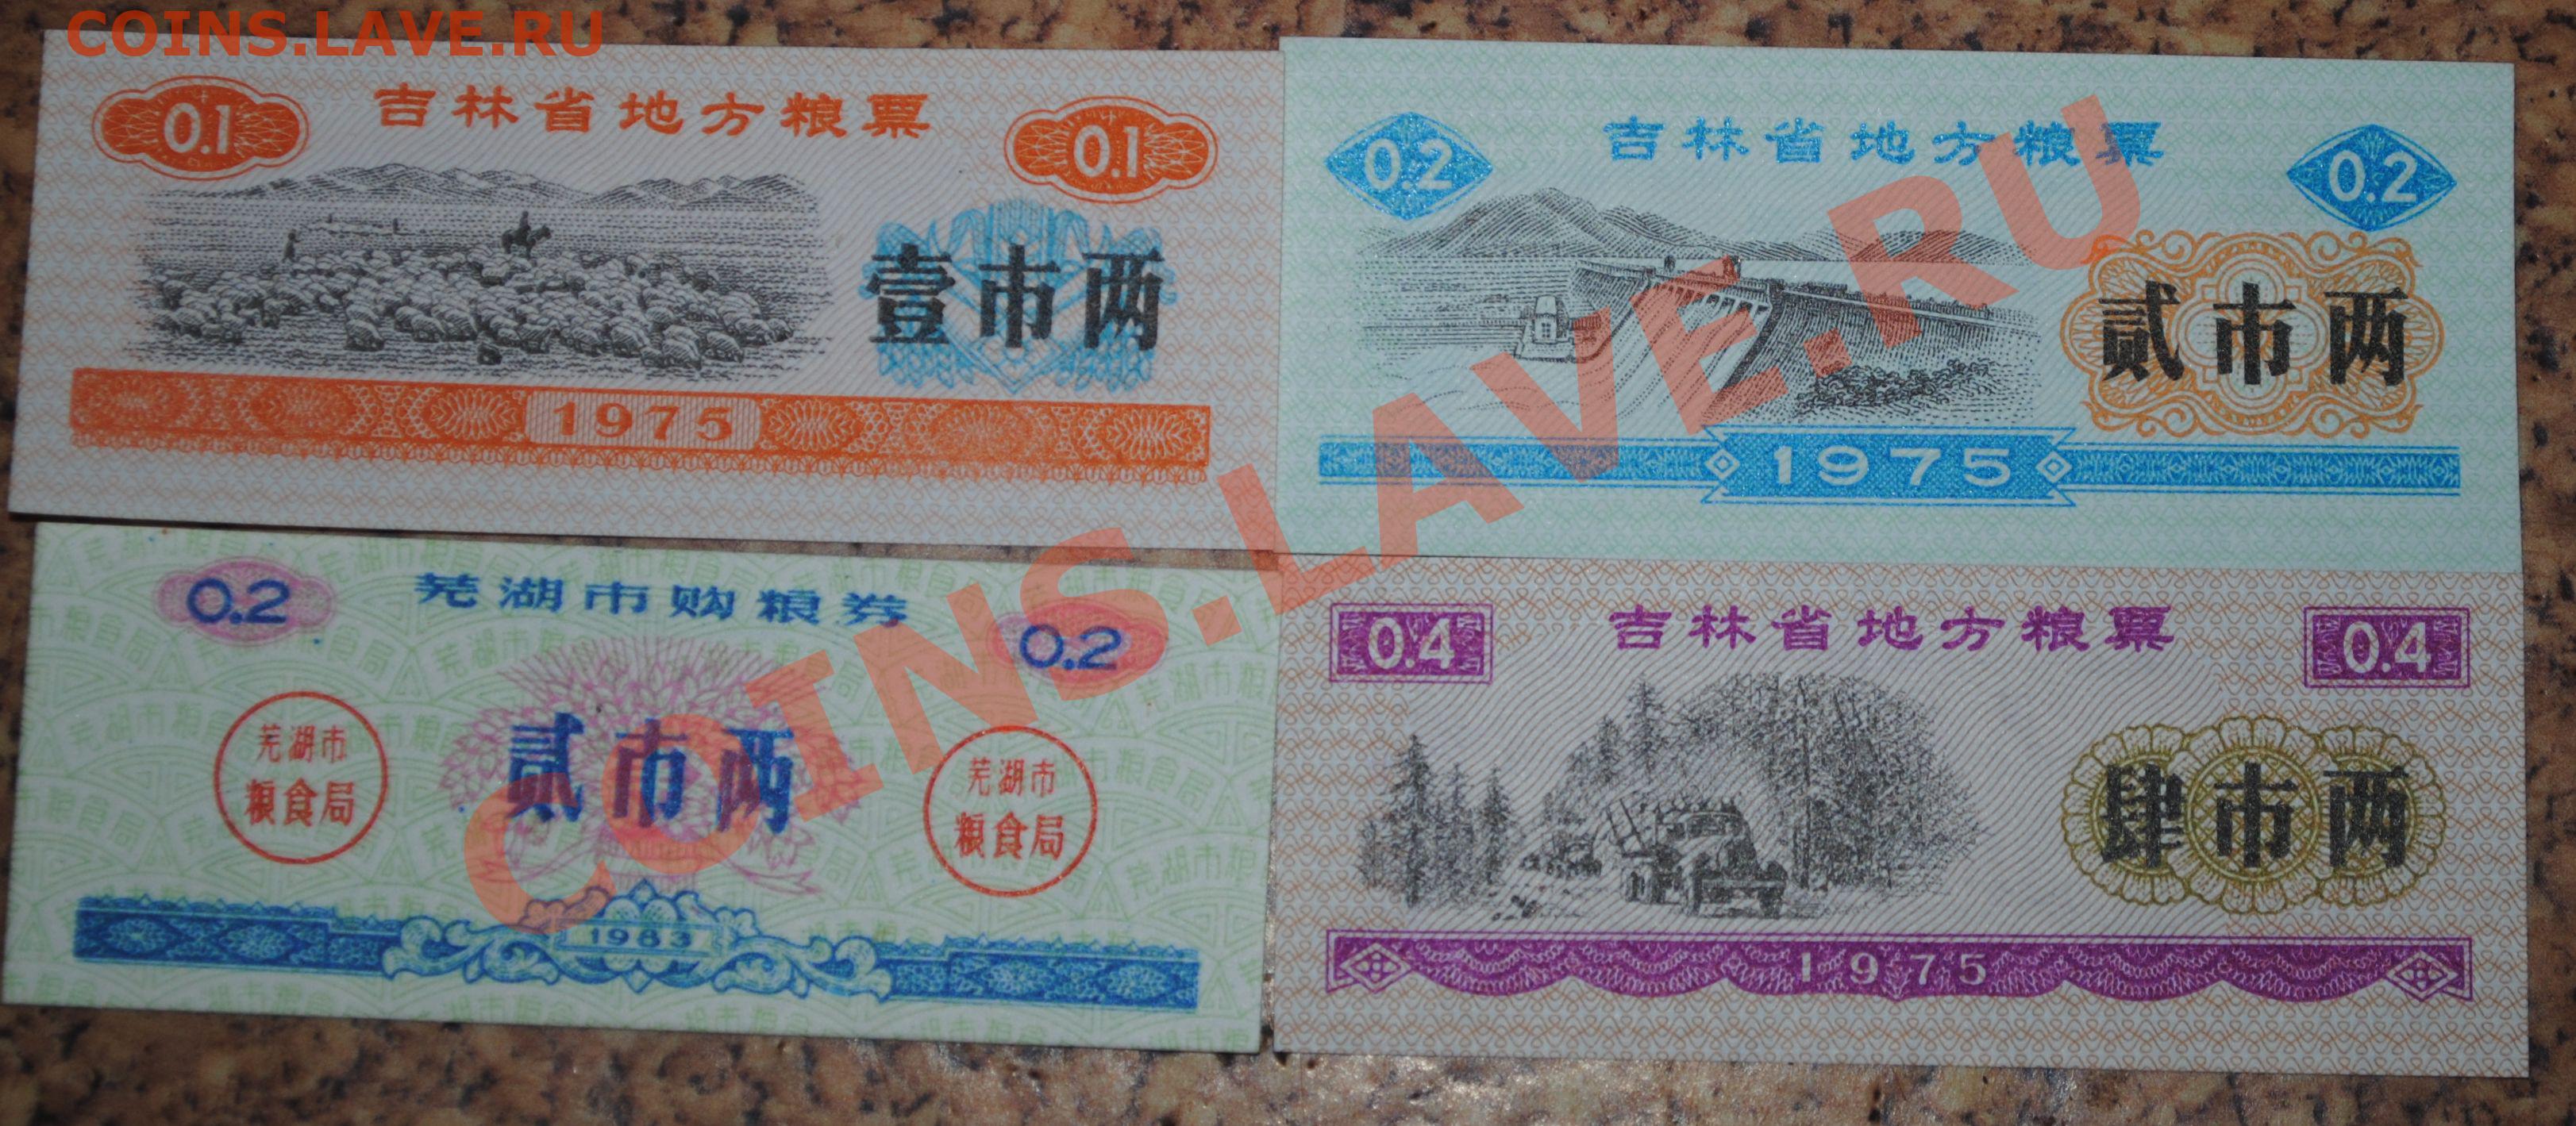 COINS.LAVE.RU
吉林省地方粮票
0.1
0.1
壹市两
1975
吉林省地方粮票
0.2
0.2
贰市两
1975
芜湖市购粮券
0.2
0.2
芜湖市
粮食局
贰市两
芜湖市
粮食局
1983
吉林省地方粮票
0.4
0.4
肆市两
1975
COINS.LAVE.RU